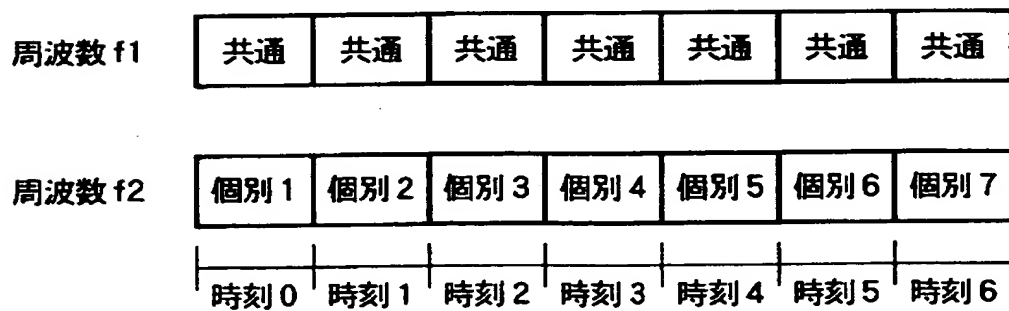 周波数 f1 共通 共通 共通 共通 共通 共通 共通
周波数 f2 個別 1 個別 2 個別 3 個別 4 個別 5 個別 6 個別 7
時刻 0 時刻 1 時刻 2 時刻 3 時刻 4 時刻 5 時刻 6